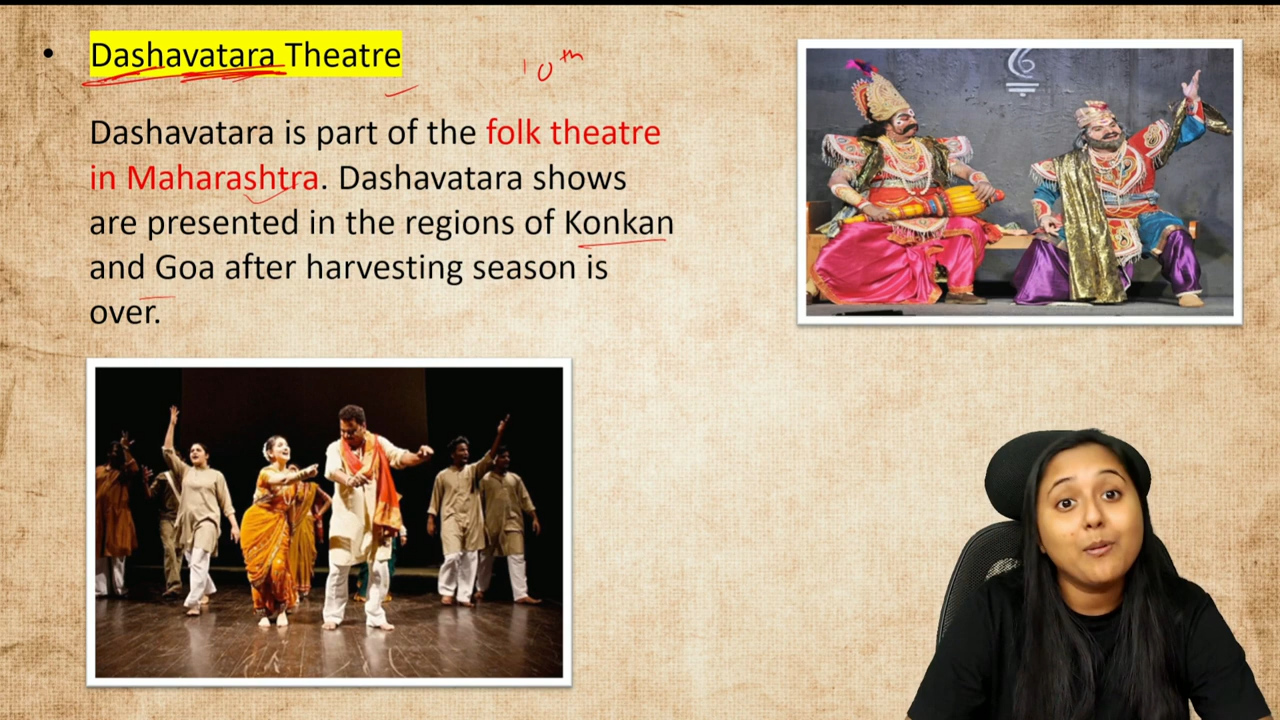 • Dashavatara Theatre
10th
Dashavatara is part of the folk theatre
in Maharashtra. Dashavatara shows
are presented in the regions of Konkan
and Goa after harvesting season is
over.